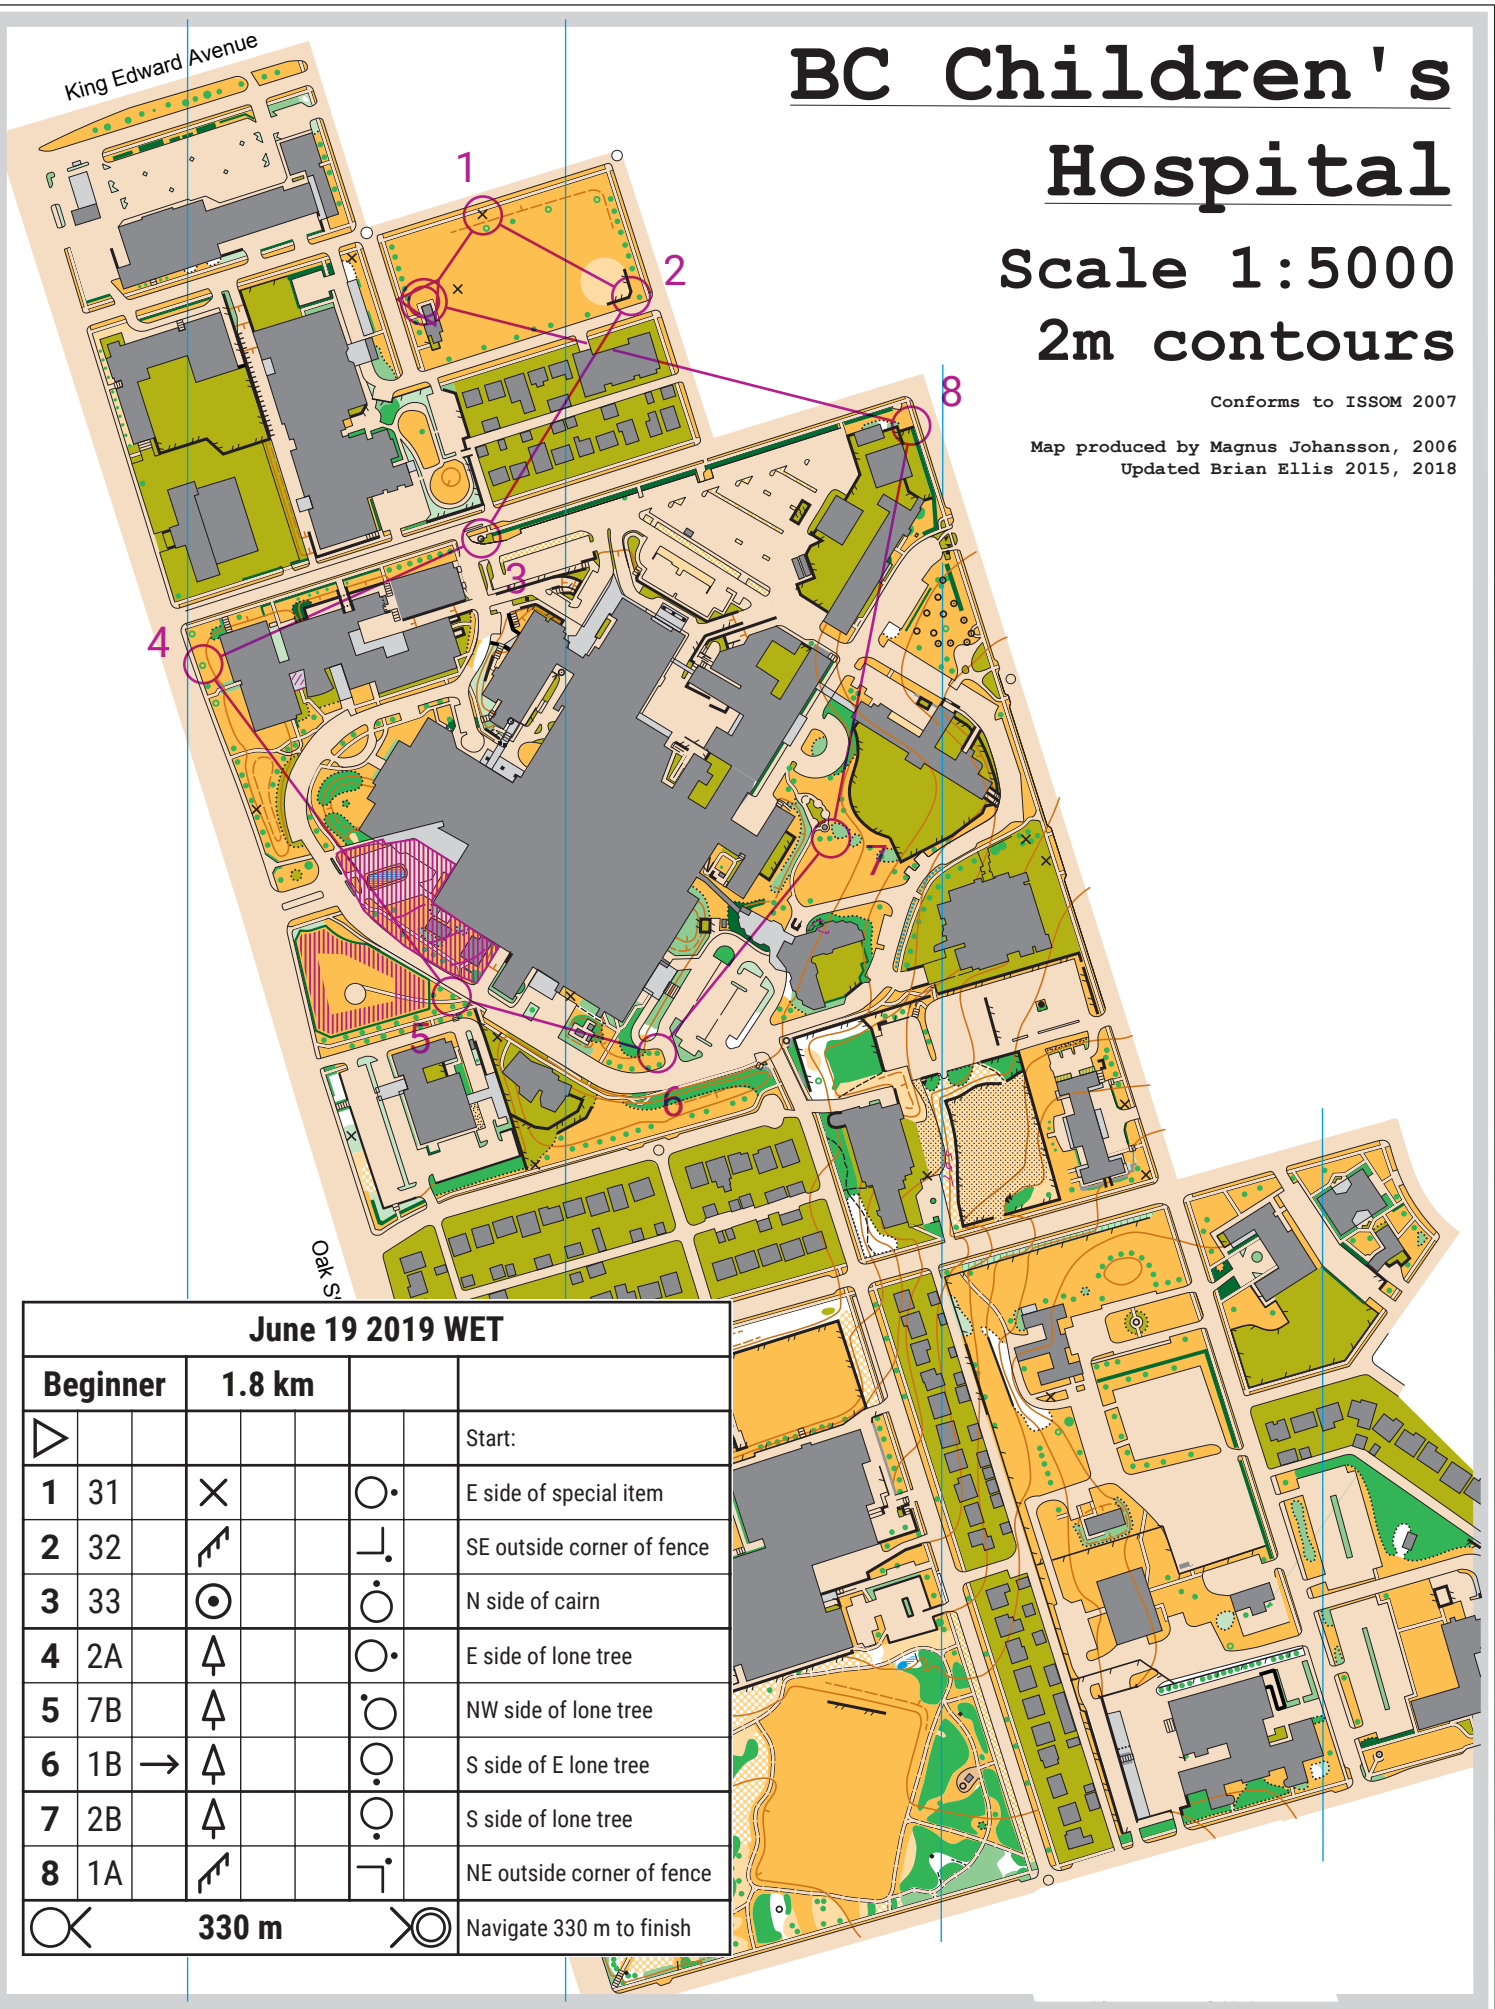 King Edward Avenue
BC Children's
Hospital
Scale 1:5000
2m contours
Conforms to ISSOM 2007
Map produced by Magnus Johansson, 2006
Updated Brian Ellis 2015, 2018
1
2
8
3
4
7
5
6
Oak
June 19 2019 WET
Beginner 1.8 km
Start:
1 31 E side of special item
2 32 SE outside corner of fence
3 33 N side of cairn
4 2A E side of lone tree
5 7B NW side of lone tree
6 1B S side of E lone tree
7 2B S side of lone tree
8 1A NE outside corner of fence
330 m Navigate 330 m to finish